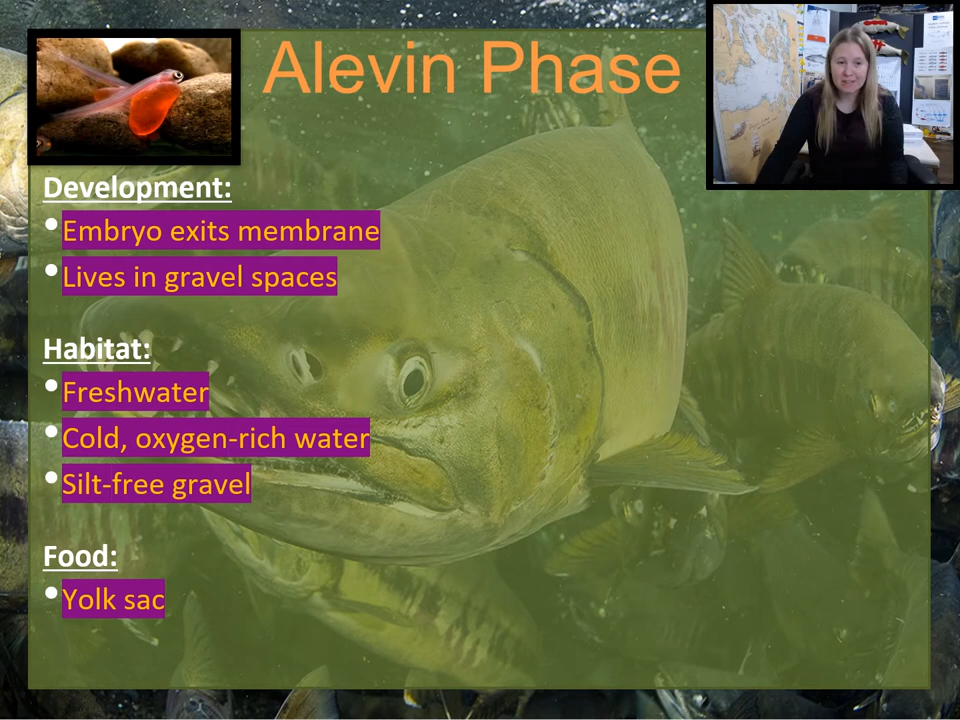 Alevin Phase
Development:
•Embryo exits membrane
•Lives in gravel spaces
Habitat:
•Freshwater
•Cold, oxygen-rich water
•Silt-free gravel
Food:
•Yolk sac